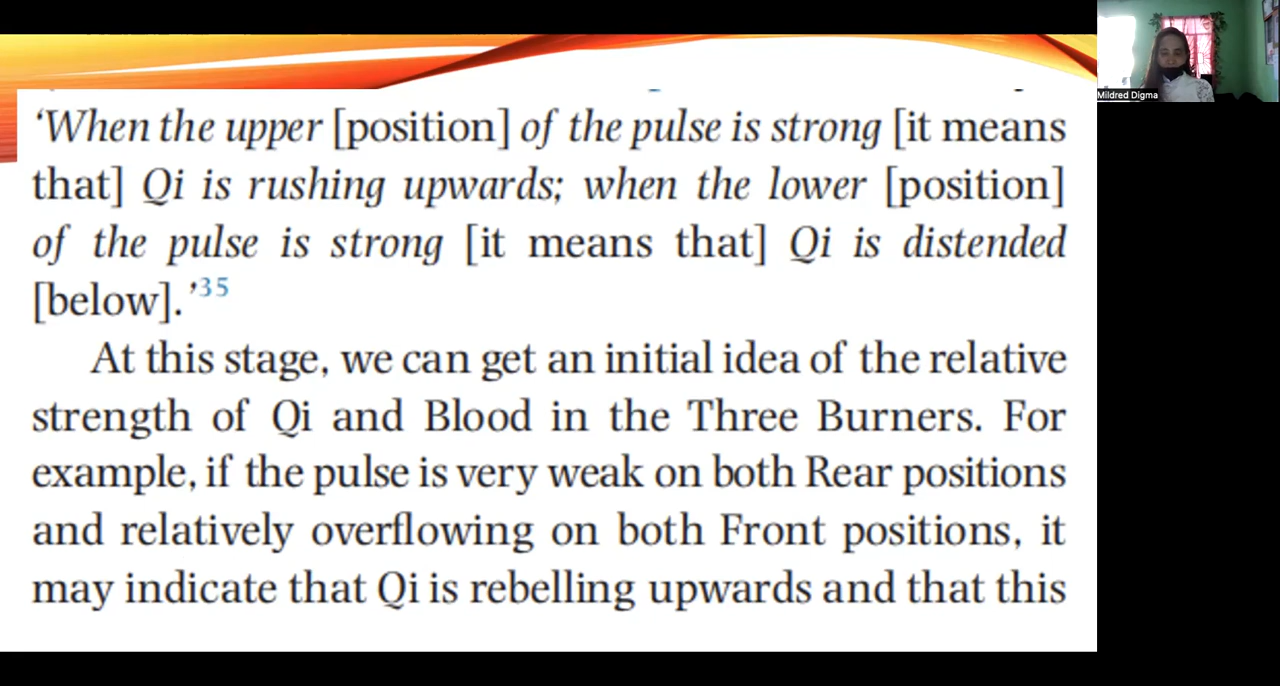 ‘When the upper [position] of the pulse is strong [it means
that] Qi is rushing upwards; when the lower [position]
of the pulse is strong [it means that] Qi is distended
[below].’35
At this stage, we can get an initial idea of the relative
strength of Qi and Blood in the Three Burners. For
example, if the pulse is very weak on both Rear positions
and relatively overflowing on both Front positions, it
may indicate that Qi is rebelling upwards and that this
Mildred Digma